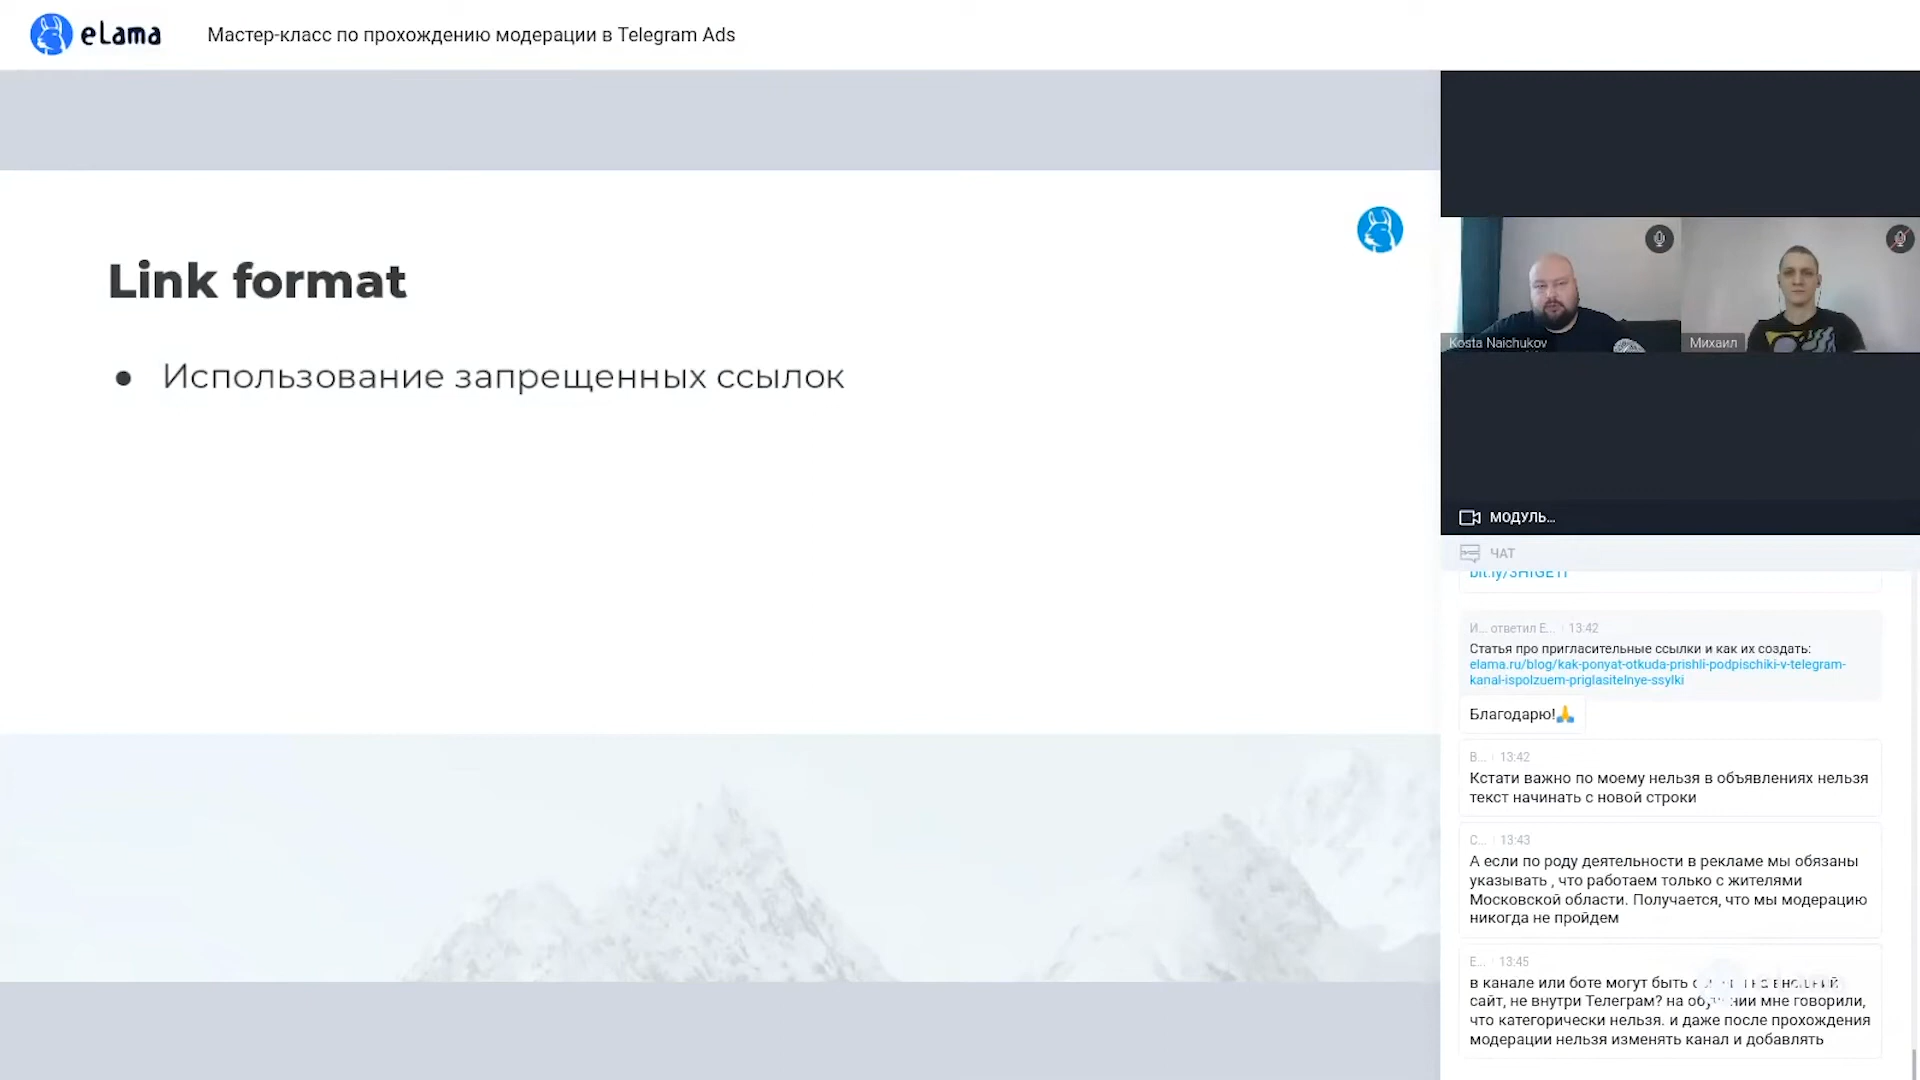 eLama
Мастер-класс по прохождению модерации в Telegram Ads
Link format
● Использование запрещенных ссылок
Kosta Naichukov
Михаил
МОДУЛЬ...
ЧАТ
И... ответил Е... 13:42
Статья про пригласительные ссылки и как их создать:
elama.ru/blog/kak-ponyat-otkuda-prishli-podpischiki-v-telegram-
kanal-ispolzuem-priglasitelnye-ssylki
Благодарю!🙏
В... 13:42
Кстати важно по моему нельзя в объявлениях нельзя
текст начинать с новой строки
С... 13:43
А если по роду деятельности в рекламе мы обязаны
указывать , что работаем только с жителями
Московской области. Получается, что мы модерацию
никогда не пройдем
Е... 13:45
в канале или боте могут быть
сайт, не внутри Телеграм? на мне говорили,
что категорически нельзя. и даже после прохождения
модерации нельзя изменять канал и добавлять